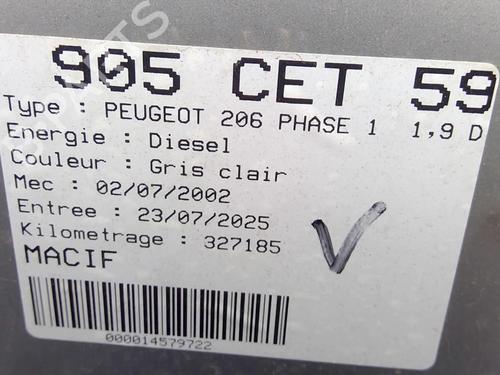 905 CET 59
Type : PEUGEOT 206 PHASE 1 1,9 D
Energie : Diesel
Couleur : Gris clair
Mec : 02/07/2002
Entree : 23/07/2025
Kilometrage : 327185
MACIF
000014579722